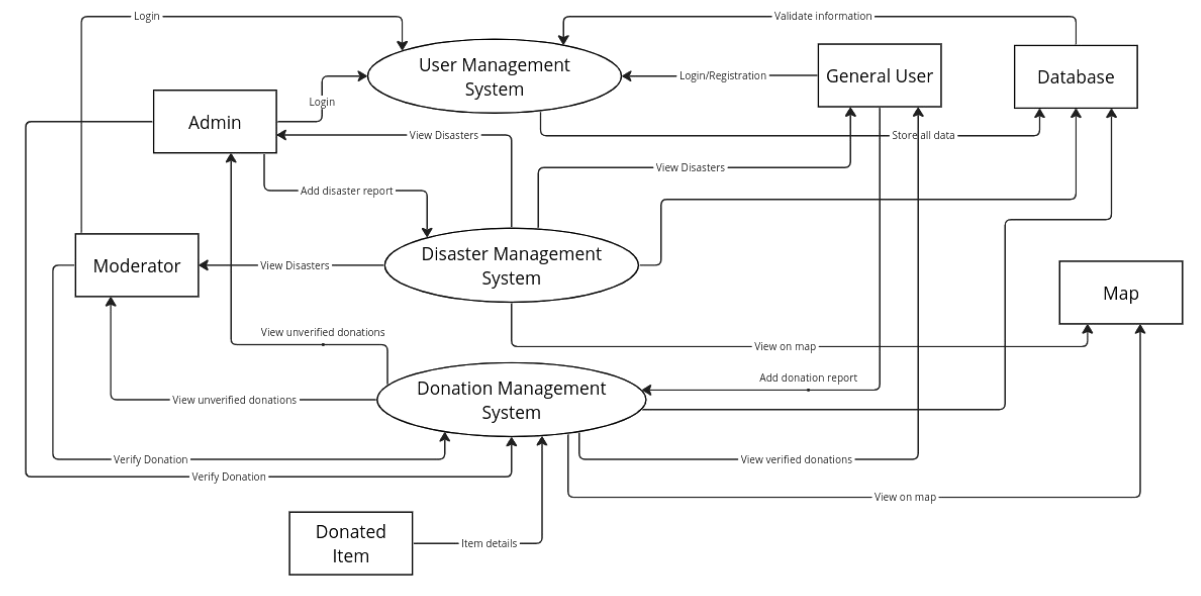 Login
Validate information
User Management
System
General User
Database
Login/Registration
Login
Admin
View Disasters
Store all data
View Disasters
Add disaster report
Disaster Management
System
Moderator
View Disasters
Map
View unverified donations
View on map
Donation Management
System
Add donation report
View unverified donations
Verify Donation
View verified donations
Verify Donation
View on map
Donated
Item
Item details